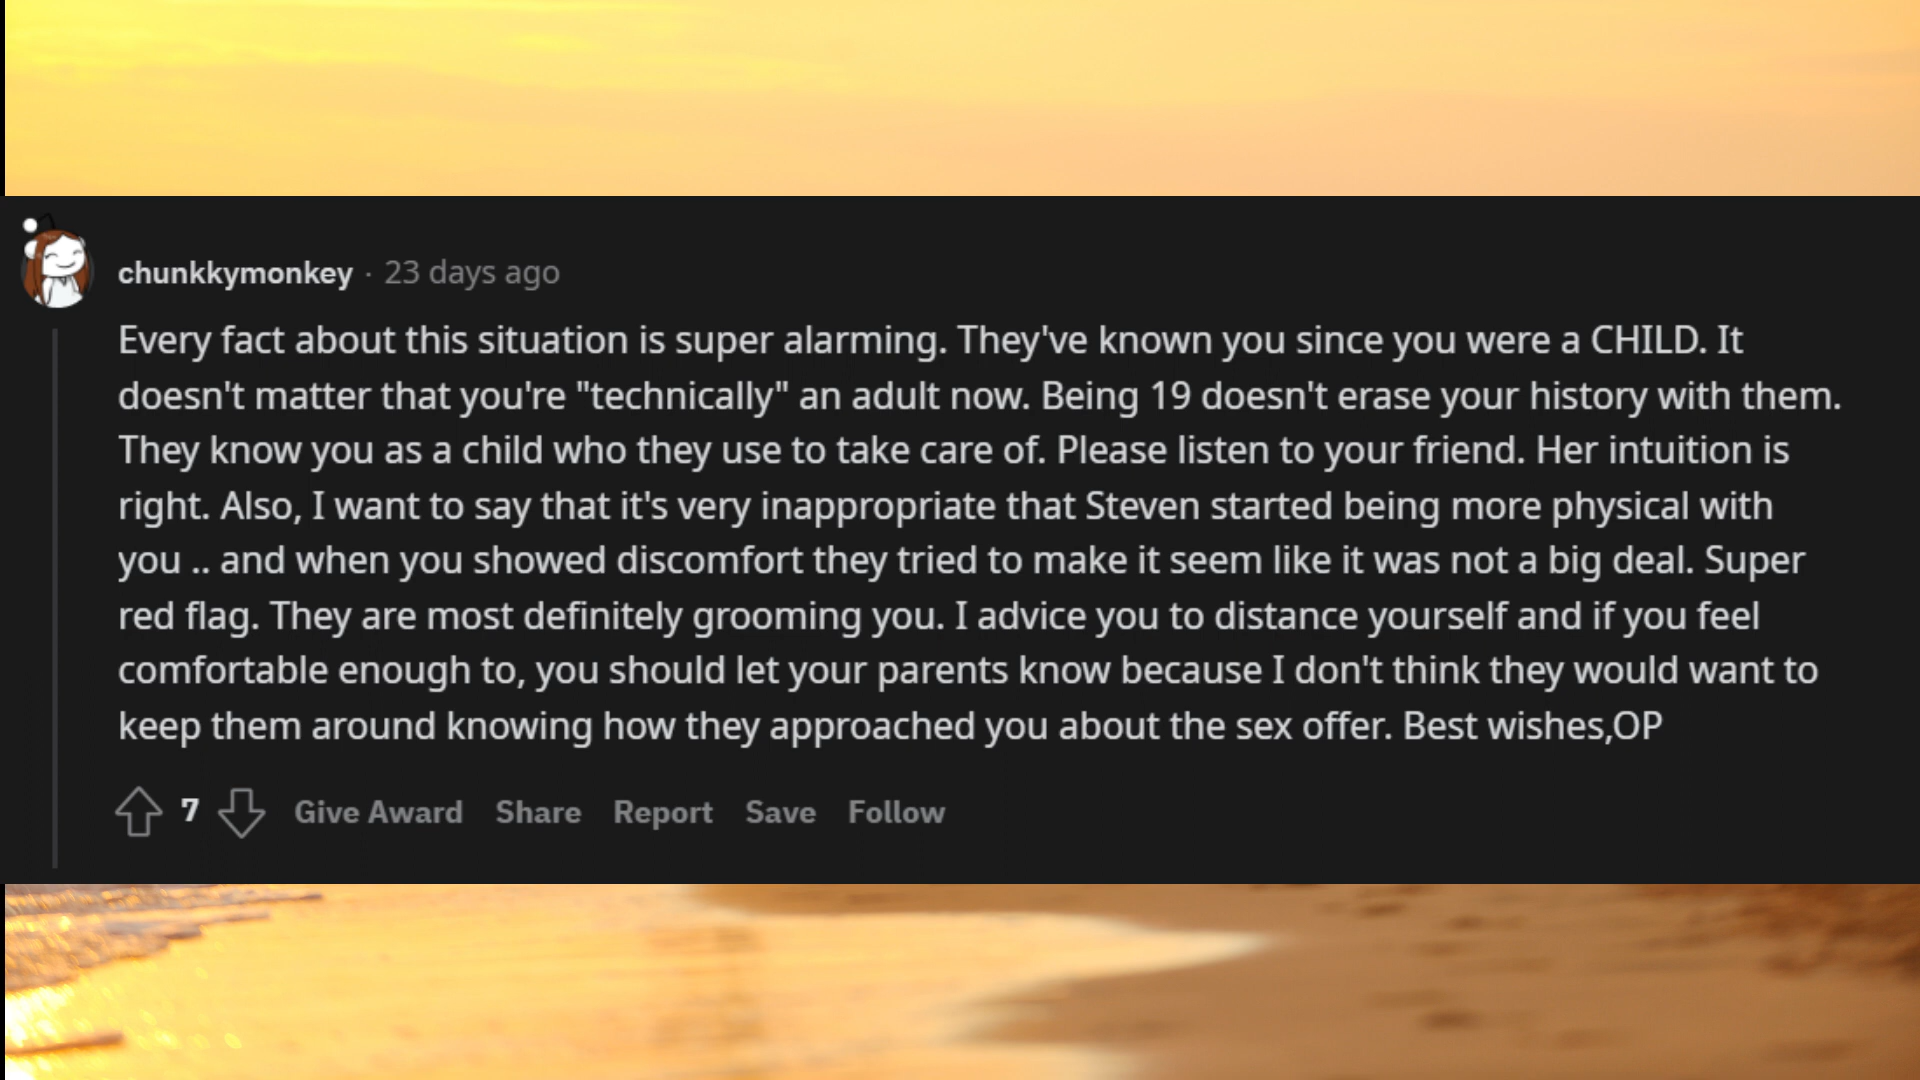 chunkkymonkey · 23 days ago
Every fact about this situation is super alarming. They've known you since you were a CHILD. It
doesn't matter that you're "technically" an adult now. Being 19 doesn't erase your history with them.
They know you as a child who they use to take care of. Please listen to your friend. Her intuition is
right. Also, I want to say that it's very inappropriate that Steven started being more physical with
you .. and when you showed discomfort they tried to make it seem like it was not a big deal. Super
red flag. They are most definitely grooming you. I advice you to distance yourself and if you feel
comfortable enough to, you should let your parents know because I don't think they would want to
keep them around knowing how they approached you about the sex offer. Best wishes,OP
7 Give Award Share Report Save Follow